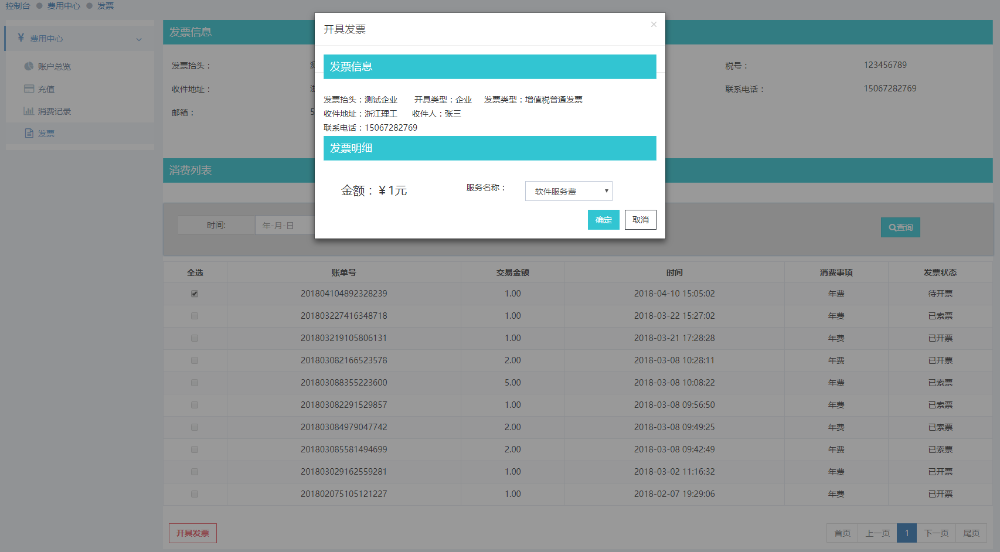 控制台 费用中心 发票
¥ 费用中心
账户总览
充值
消费记录
发票
发票信息
发票抬头：
税号： 123456789
收件地址：
联系电话： 15067282769
邮箱： 5
消费列表
时间: 年-月-日
查询
开具发票 ×
发票信息
发票抬头：测试企业 开具类型：企业 发票类型：增值税普通发票
收件地址：浙江理工 收件人：张三
联系电话：15067282769
发票明细
金额：¥1元 服务名称： 软件服务费
确定 取消
全选 账单号 交易金额 时间 消费事项 发票状态
201804104892328239 1.00 2018-04-10 15:05:02 年费 待开票
201803227416348718 1.00 2018-03-22 15:27:02 年费 已索票
201803219105806131 1.00 2018-03-21 17:28:28 年费 已开票
201803082166523578 2.00 2018-03-08 10:28:11 年费 已开票
201803088355223600 5.00 2018-03-08 10:08:22 年费 已索票
201803082291529857 1.00 2018-03-08 09:56:50 年费 已索票
201803084979047742 2.00 2018-03-08 09:49:25 年费 已索票
201803085581494699 2.00 2018-03-08 09:42:49 年费 已索票
201803029162559281 1.00 2018-03-02 11:16:32 年费 已开票
201802075105121227 1.00 2018-02-07 19:29:06 年费 已开票
开具发票
首页 上一页 1 下一页 尾页